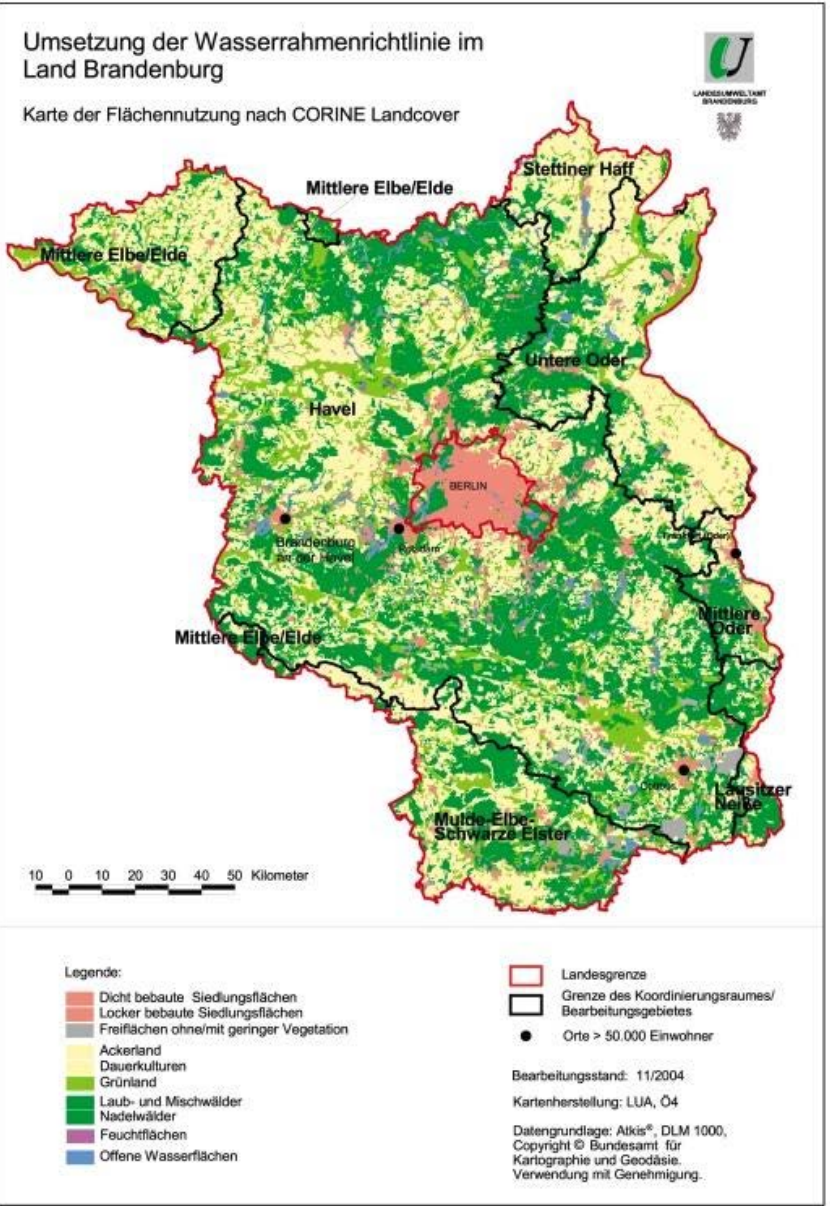 Umsetzung der Wasserrahmenrichtlinie im
Land Brandenburg
Karte der Flächennutzung nach CORINE Landcover
LANDESUMWELTAMT
BRANDENBURG
Stettiner Haff
Mittlere Elbe/Elde
Mittlere Elbe/Elde
Untere Oder
Havel
BERLIN
Brandenburg
an der Havel
Potsdam
Frankfurt (Oder)
Mittlere
Oder
Mittlere Elbe/Elde
Cottbus
Lausitzer
Neiße
Mulde-Elbe-
Schwarze Elster
10 0 10 20 30 40 50 Kilometer
Legende:
Dicht bebaute Siedlungsflächen
Locker bebaute Siedlungsflächen
Freiflächen ohne/mit geringer Vegetation
Ackerland
Dauerkulturen
Grünland
Laub- und Mischwälder
Nadelwälder
Feuchtflächen
Offene Wasserflächen
Landesgrenze
Grenze des Koordinierungsraumes/
Bearbeitungsgebietes
Orte > 50.000 Einwohner
Bearbeitungsstand: 11/2004
Kartenherstellung: LUA, Ö4
Datengrundlage: Atkis®, DLM 1000,
Copyright © Bundesamt für
Kartographie und Geodäsie.
Verwendung mit Genehmigung.